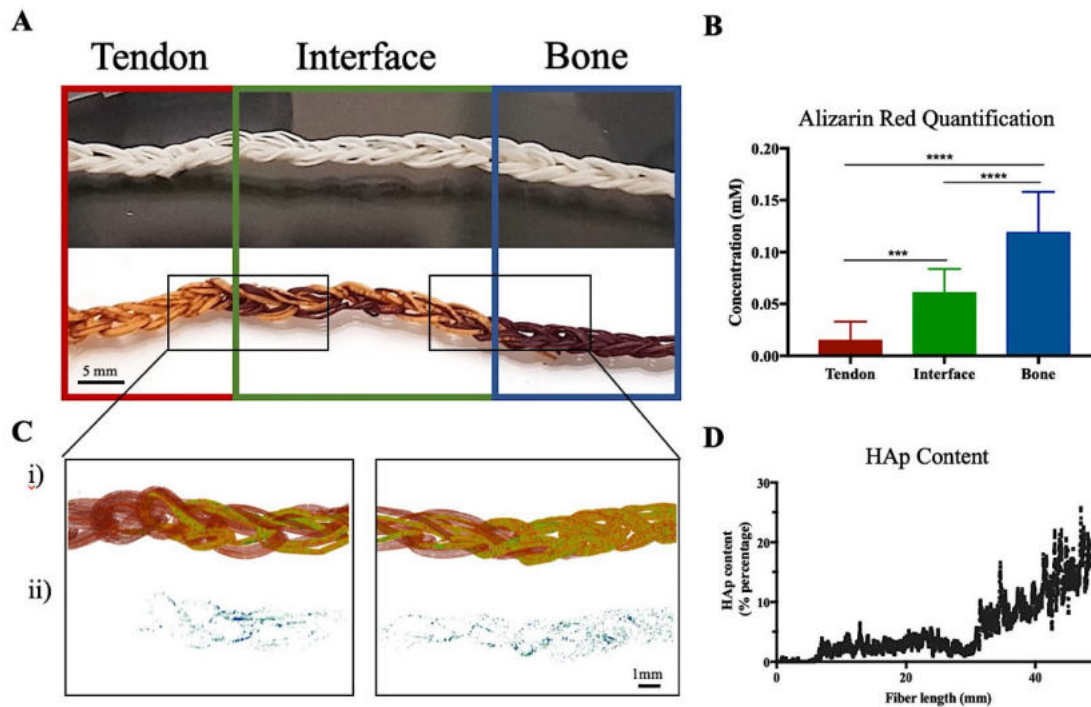 A
Tendon Interface Bone
5 mm
B
Alizarin Red Quantification
Concentration (mM)
0.20
0.15
0.10
0.05
0.00
****
****
***
Tendon Interface Bone
C
i)
ii)
1mm
D
HAp Content
HAp content
(% percentage)
30
20
10
0
0 20 40
Fiber length (mm)